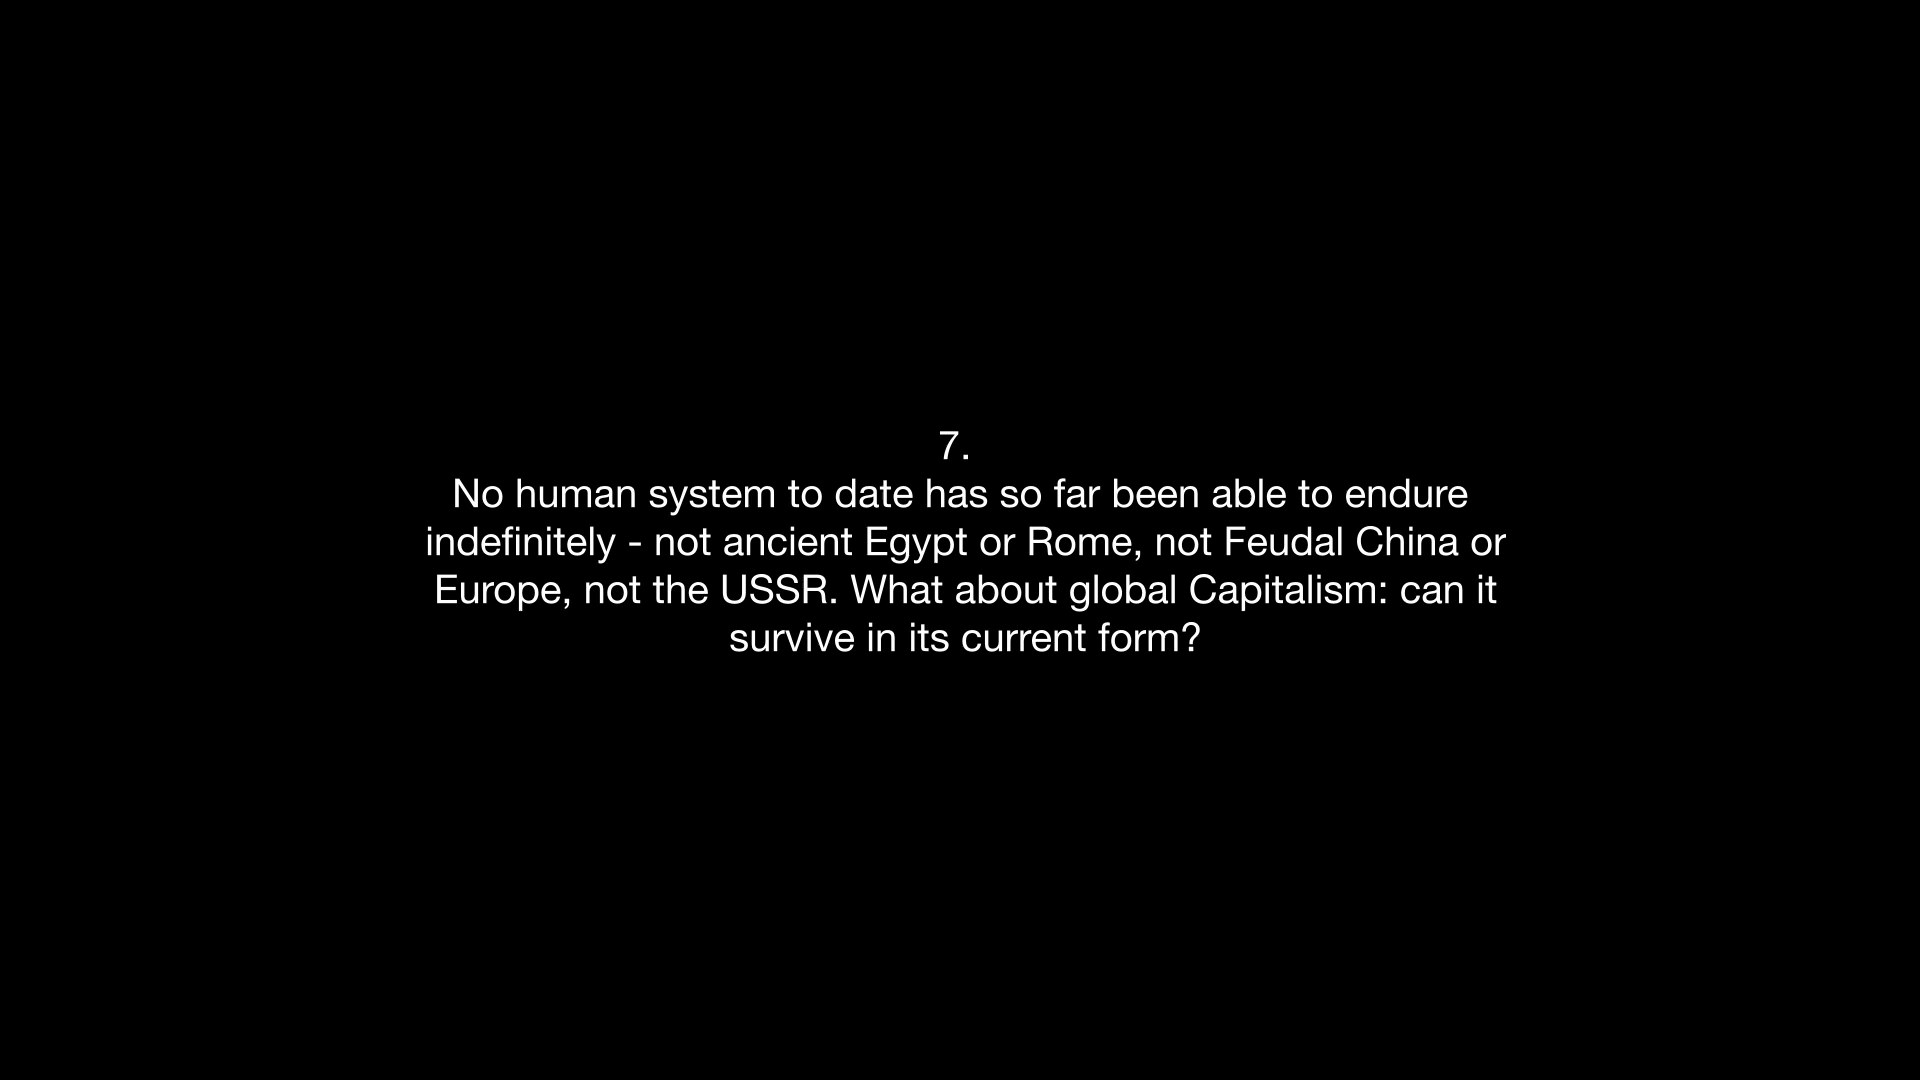 7.
No human system to date has so far been able to endure
indefinitely - not ancient Egypt or Rome, not Feudal China or
Europe, not the USSR. What about global Capitalism: can it
survive in its current form?